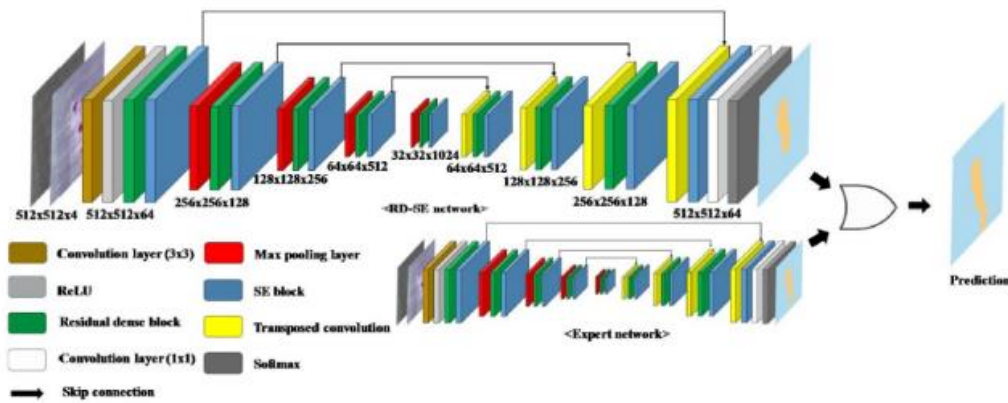 512x512x4
512x512x64
256x256x128
128x128x256
64x64x512
32x32x1024
64x64x512
128x128x256
256x256x128
512x512x64
<RD-SE network>
Convolution layer (3x3)
Max pooling layer
ReLU
SE block
Residual dense block
Transposed convolution
Convolution layer (1x1)
Softmax
Skip connection
<Expert network>
Prediction